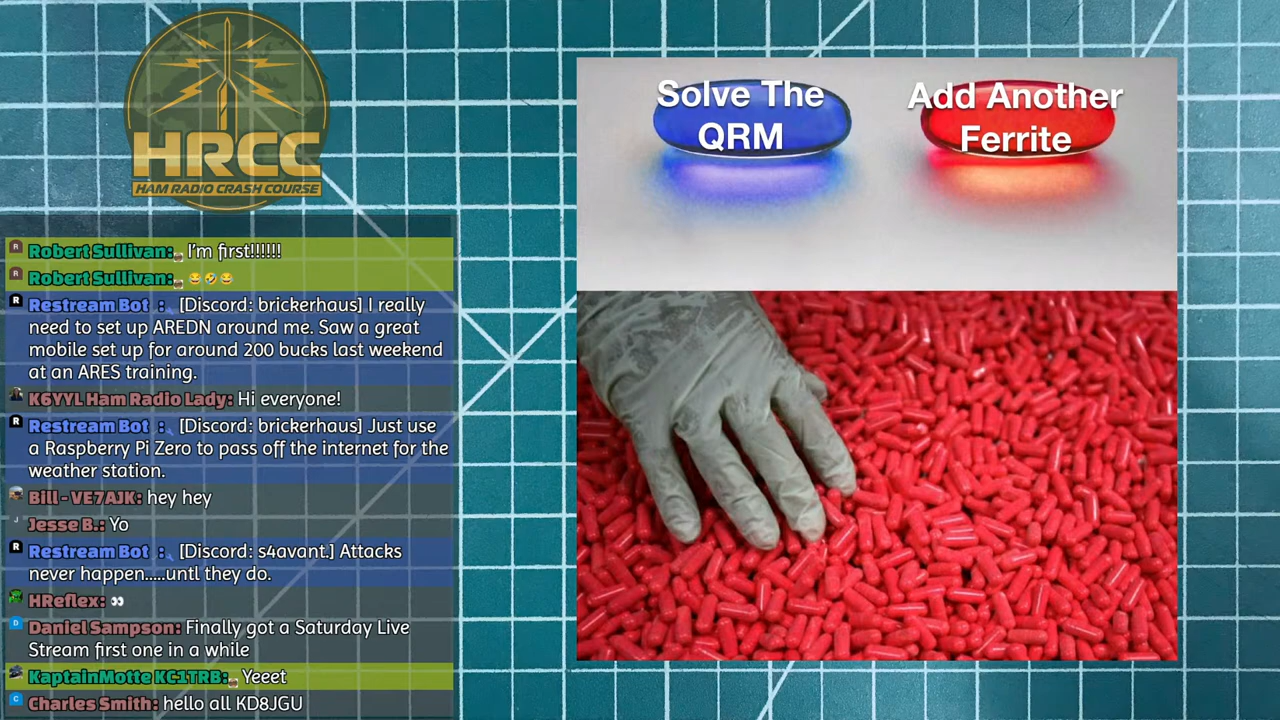 HRCC
HAM RADIO CRASH COURSE
Robert Sullivan: I'm first!!!!!!
Robert Sullivan: 😂🤣😂
Restream Bot : [Discord: brickerhaus] I really
need to set up AREDN around me. Saw a great
mobile set up for around 200 bucks last weekend
at an ARES training.
K6YYL Ham Radio Lady: Hi everyone!
Restream Bot : [Discord: brickerhaus] Just use
a Raspberry Pi Zero to pass off the internet for the
weather station.
Bill - VE7AJK: hey hey
Jesse B.: Yo
Restream Bot : [Discord: s4avant.] Attacks
never happen.....untl they do.
HReflex: 👀
Daniel Sampson: Finally got a Saturday Live
Stream first one in a while
KaptainMotte KC1TRB: Yeeet
Charles Smith: hello all KD8JGU
Solve The
QRM
Add Another
Ferrite